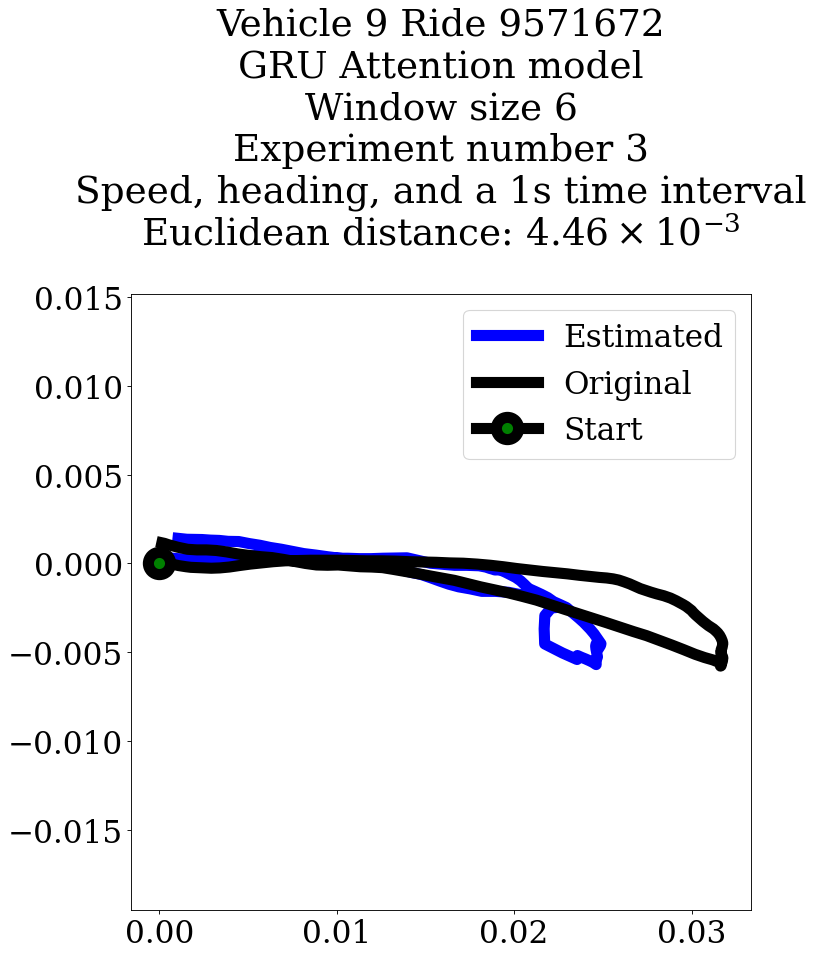 Vehicle 9 Ride 9571672
GRU Attention model
Window size 6
Experiment number 3
Speed, heading, and a 1s time interval
Euclidean distance: 4.46 × 10⁻³
0.015
Estimated
0.010
Original
Start
0.005
0.000
−0.005
−0.010
−0.015
0.00 0.01 0.02 0.03